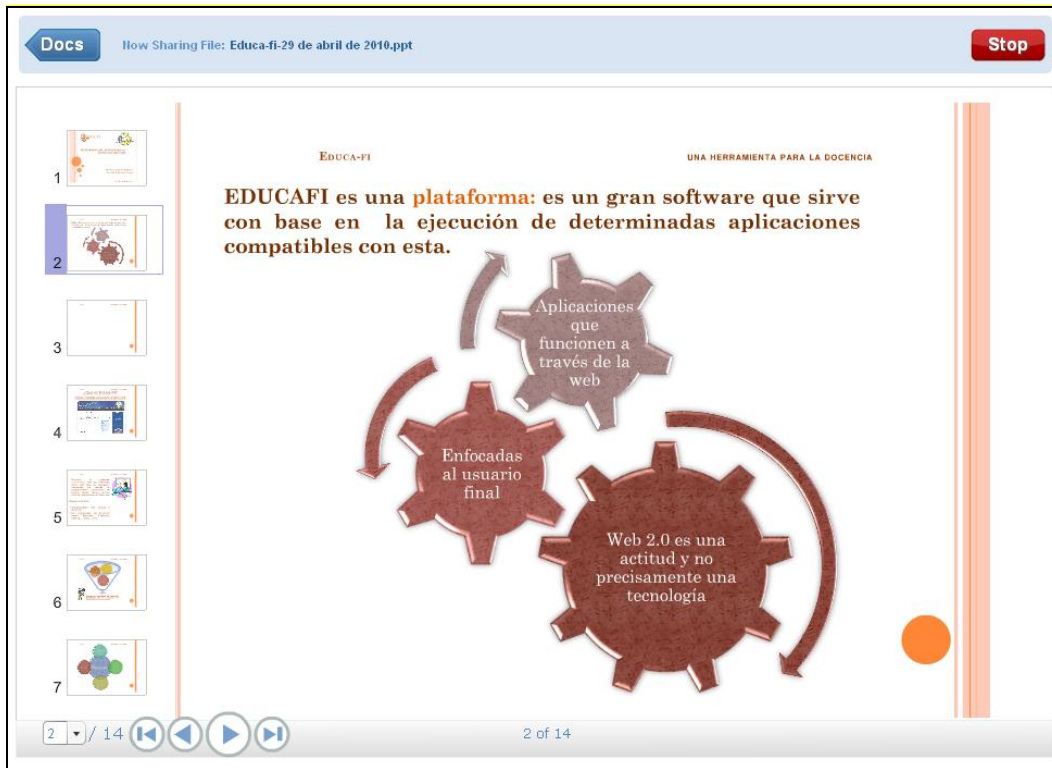 Docs
Now Sharing File: Educa-fi-29 de abril de 2010.ppt
Stop
1
2
3
4
5
6
7
EDUCA-FI
UNA HERRAMIENTA PARA LA DOCENCIA
EDUCAFI es una plataforma: es un gran software que sirve
con base en la ejecución de determinadas aplicaciones
compatibles con esta.
Aplicaciones
que
funcionen a
través de la
web
Enfocadas
al usuario
final
Web 2.0 es una
actitud y no
precisamente una
tecnología
2 / 14
2 of 14